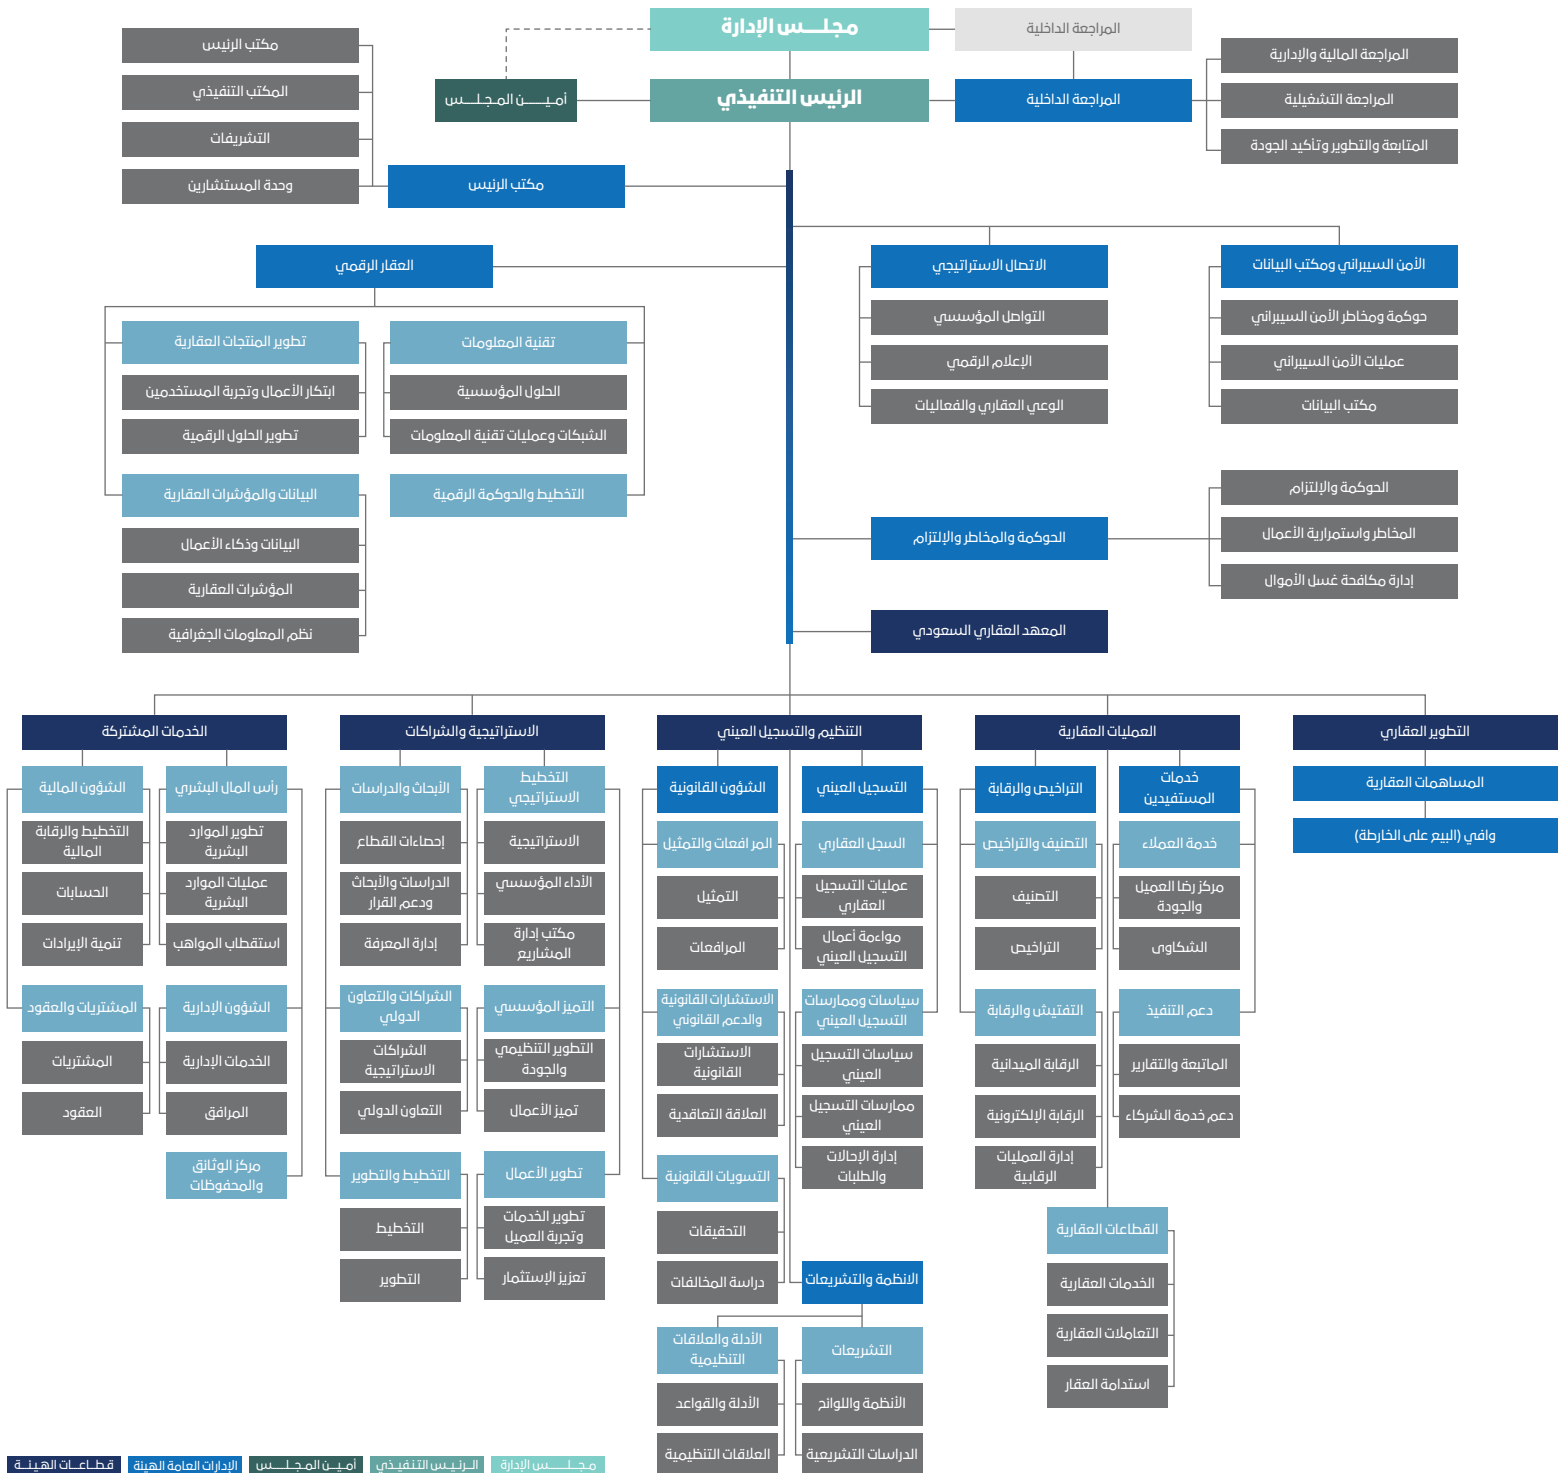 مجلس الإدارة
المراجعة الداخلية
الرئيس التنفيذي
أمين المجلس
المراجعة الداخلية
المراجعة المالية والإدارية
المراجعة التشغيلية
المتابعة والتطوير وتأكيد الجودة
مكتب الرئيس
المكتب التنفيذي
التشريفات
وحدة المستشارين
مكتب الرئيس
الأمن السيبراني ومكتب البيانات
حوكمة ومخاطر الأمن السيبراني
عمليات الأمن السيبراني
مكتب البيانات
الاتصال الاستراتيجي
التواصل المؤسسي
الإعلام الرقمي
الوعي العقاري والفعاليات
العقار الرقمي
تقنية المعلومات
الحلول المؤسسية
الشبكات وعمليات تقنية المعلومات
التخطيط والحوكمة الرقمية
تطوير المنتجات العقارية
ابتكار الأعمال وتجربة المستخدمين
تطوير الحلول الرقمية
البيانات والمؤشرات العقارية
البيانات وذكاء الأعمال
المؤشرات العقارية
نظم المعلومات الجغرافية
الحوكمة والمخاطر والإلتزام
الحوكمة والإلتزام
المخاطر واستمرارية الأعمال
إدارة مكافحة غسل الأموال
المعهد العقاري السعودي
التطوير العقاري
المساهمات العقارية
وافي (البيع على الخارطة)
العمليات العقارية
خدمات
المستفيدين
خدمة العملاء
مركز رضا العميل
والجودة
الشكاوى
دعم التنفيذ
الماتبعة والتقارير
دعم خدمة الشركاء
التراخيص والرقابة
التصنيف والتراخيص
التصنيف
التراخيص
التفتيش والرقابة
الرقابة الميدانية
الرقابة الإلكترونية
إدارة العمليات
الرقابية
القطاعات العقارية
الخدمات العقارية
التعاملات العقارية
استدامة العقار
التنظيم والتسجيل العيني
التسجيل العيني
السجل العقاري
عمليات التسجيل
العقاري
مواءمة أعمال
التسجيل العيني
سياسات وممارسات
التسجيل العيني
سياسات التسجيل
العيني
ممارسات التسجيل
العيني
إدارة الإحالات
والطلبات
الشؤون القانونية
المرافعات والتمثيل
التمثيل
المرافعات
الاستشارات القانونية
والدعم القانوني
الاستشارات
القانونية
العلاقة التعاقدية
التسويات القانونية
التحقيقات
دراسة المخالفات
الانظمة والتشريعات
التشريعات
الأنظمة واللوائح
الدراسات التشريعية
الأدلة والعلاقات
التنظيمية
الأدلة والقواعد
العلاقات التنظيمية
الاستراتيجية والشراكات
التخطيط
الاستراتيجي
الاستراتيجية
الأداء المؤسسي
مكتب إدارة
المشاريع
التميز المؤسسي
التطوير التنظيمي
والجودة
تميز الأعمال
تطوير الأعمال
تطوير الخدمات
وتجربة العميل
تعزيز الإستثمار
الأبحاث والدراسات
إحصاءات القطاع
الدراسات والأبحاث
ودعم القرار
إدارة المعرفة
الشراكات والتعاون
الدولي
الشراكات
الاستراتيجية
التعاون الدولي
التخطيط والتطوير
التخطيط
التطوير
الخدمات المشتركة
رأس المال البشري
تطوير الموارد
البشرية
عمليات الموارد
البشرية
استقطاب المواهب
الشؤون الإدارية
الخدمات الإدارية
المرافق
مركز الوثائق
والمحفوظات
الشؤون المالية
التخطيط والرقابة
المالية
الحسابات
تنمية الإيرادات
المشتريات والعقود
المشتريات
العقود
مجلس الإدارة
الرئيس التنفيذي
أمين المجلس
الإدارات العامة الهيئة
قطاعات الهيئة